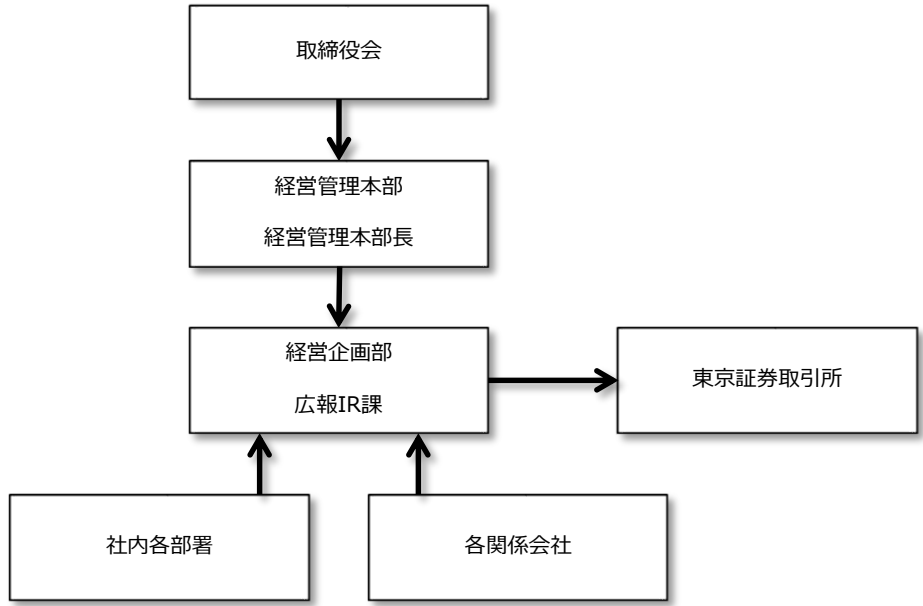 取締役会
経営管理本部
経営管理本部長
経営企画部
広報IR課
東京証券取引所
社内各部署
各関係会社